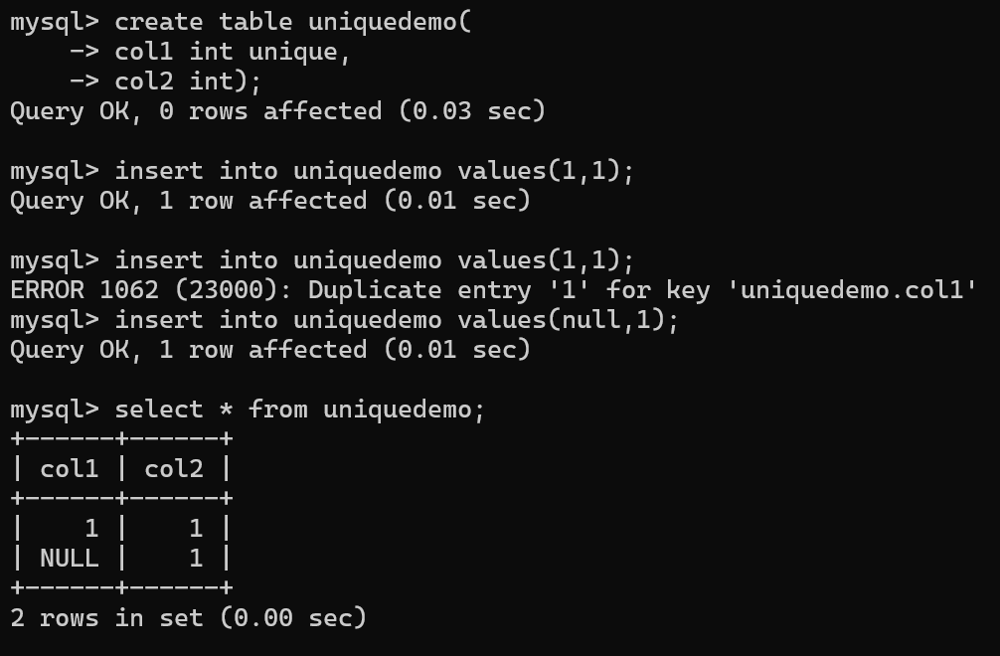 mysql> create table uniquedemo(
    -> col1 int unique,
    -> col2 int);
Query OK, 0 rows affected (0.03 sec)

mysql> insert into uniquedemo values(1,1);
Query OK, 1 row affected (0.01 sec)

mysql> insert into uniquedemo values(1,1);
ERROR 1062 (23000): Duplicate entry '1' for key 'uniquedemo.col1'
mysql> insert into uniquedemo values(null,1);
Query OK, 1 row affected (0.01 sec)

mysql> select * from uniquedemo;
+------+------+
| col1 | col2 |
+------+------+
|    1 |    1 |
| NULL |    1 |
+------+------+
2 rows in set (0.00 sec)